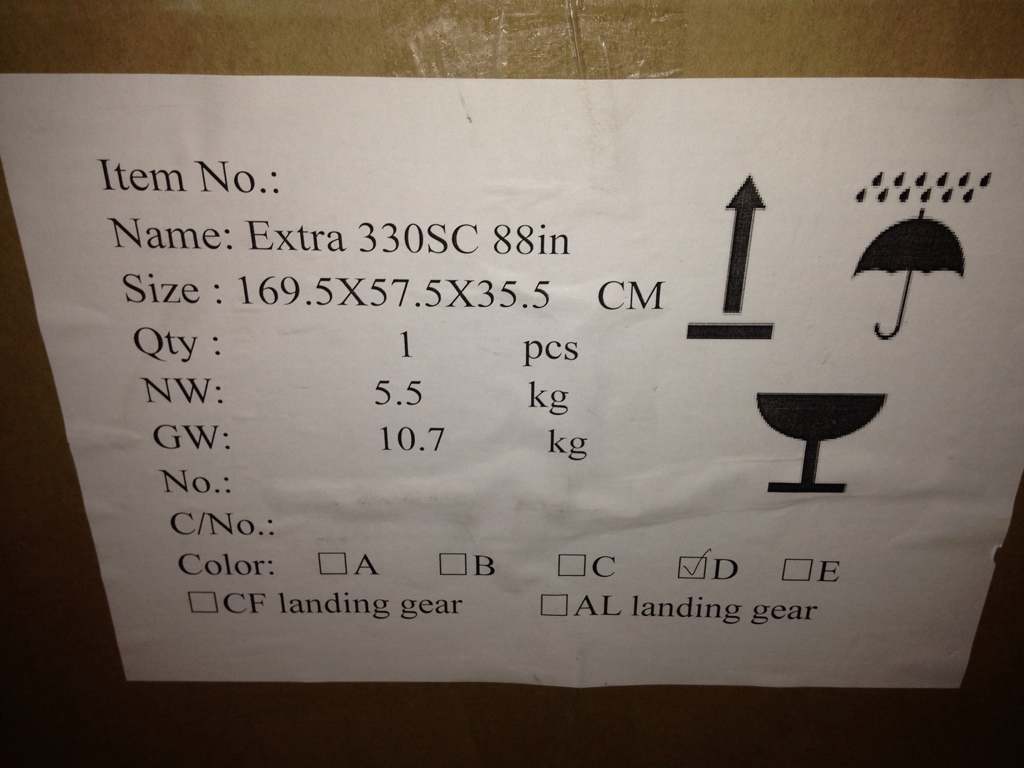 Item No.:
Name: Extra 330SC 88in
Size : 169.5X57.5X35.5 CM
Qty : 1 pcs
NW: 5.5 kg
GW: 10.7 kg
No.:
C/No.:
Color: ☐A ☐B ☐C ☑D ☐E
☐CF landing gear ☐AL landing gear